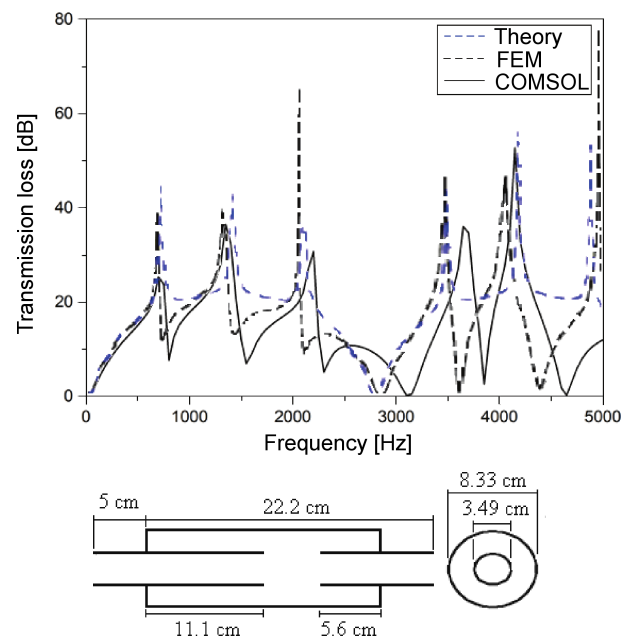 80
60
40
20
0
Transmission loss [dB]
Theory
FEM
COMSOL
0
1000
2000
3000
4000
5000
Frequency [Hz]
5 cm
22.2 cm
8.33 cm
3.49 cm
11.1 cm
5.6 cm